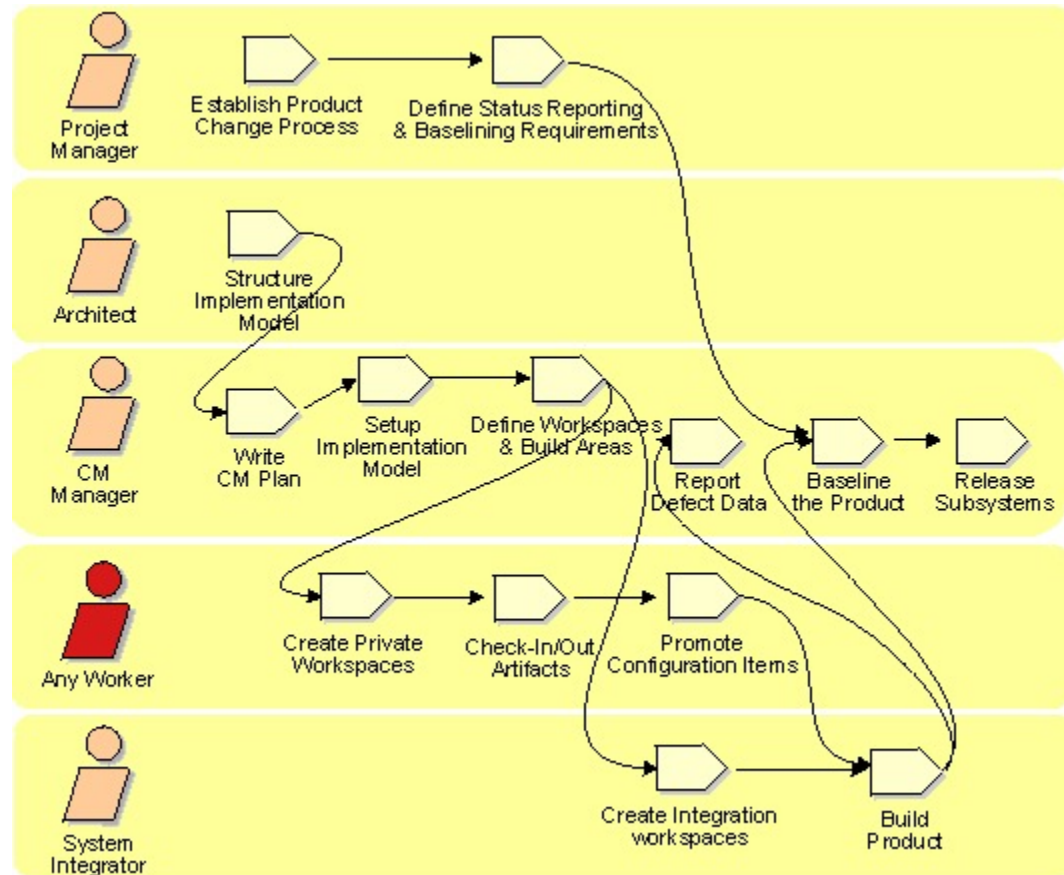 Project
Manager
Establish Product
Change Process
Define Status Reporting
& Baselining Requirements
Architect
Structure
Implementation
Model
CM
Manager
Write
CM Plan
Setup
Implementation
Model
Define Workspaces
& Build Areas
Report
Defect Data
Baseline
the Product
Release
Subsystems
Any Worker
Create Private
Workspaces
Check-In/Out
Artifacts
Promote
Configuration Items
System
Integrator
Create Integration
workspaces
Build
Product